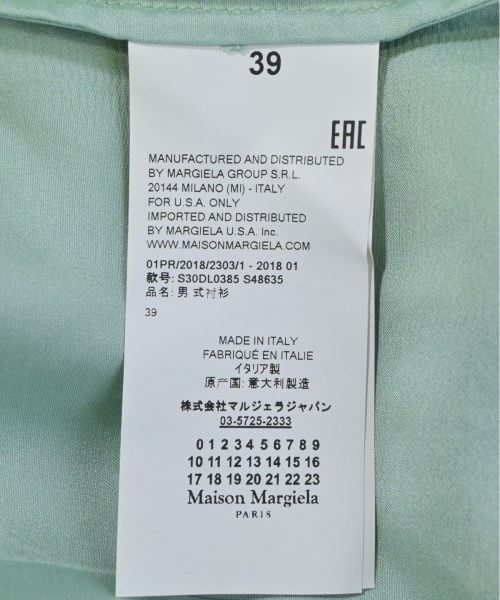 39
EAC
MANUFACTURED AND DISTRIBUTED
BY MARGIELA GROUP S.R.L.
20144 MILANO (MI) - ITALY
FOR U.S.A. ONLY
IMPORTED AND DISTRIBUTED
BY MARGIELA U.S.A. Inc.
WWW.MAISONMARGIELA.COM
01PR/2018/2303/1 - 2018 01
款号: S30DL0385 S48635
品名: 男式衬衫
39
MADE IN ITALY
FABRIQUÉ EN ITALIE
イタリア製
原产国: 意大利製造
株式会社マルジェラジャパン
03-5725-2333
0 1 2 3 4 5 6 7 8 9
10 11 12 13 14 15 16
17 18 19 20 21 22 23
Maison Margiela
PARIS